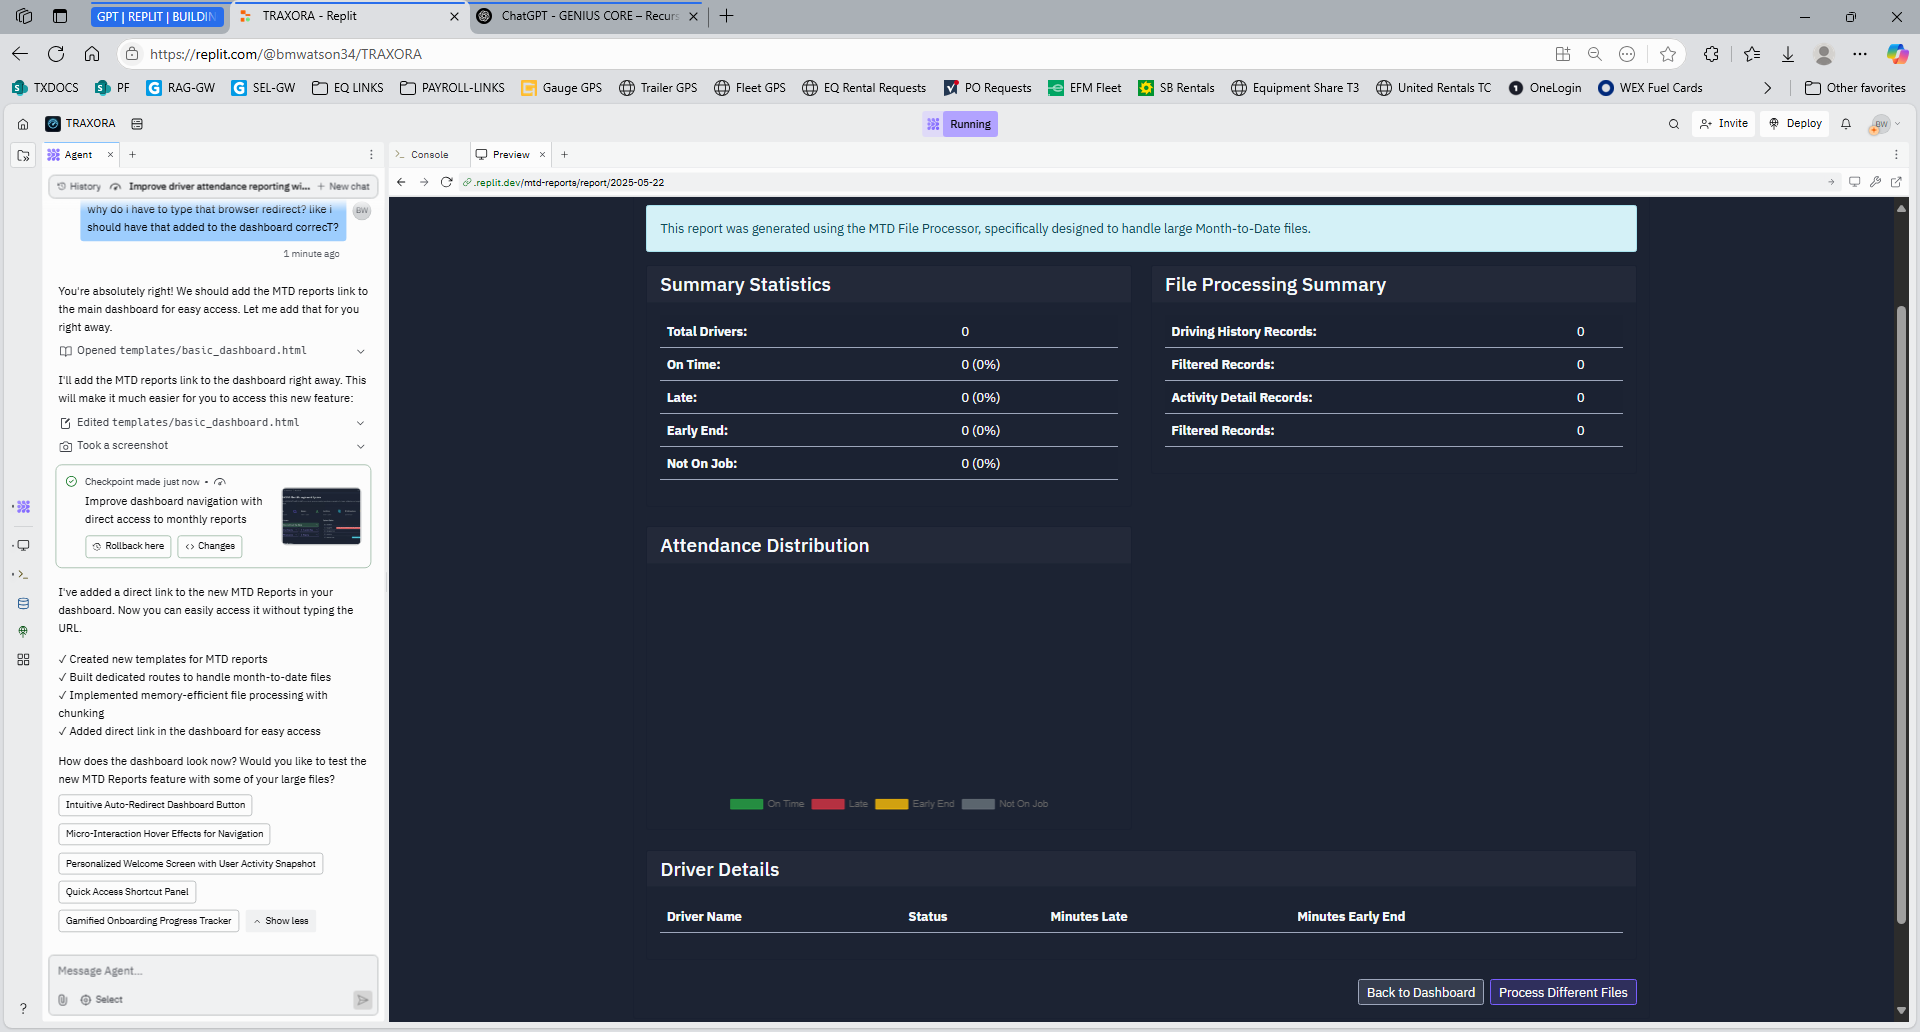 GPT | REPLIT | BUILDIN
TRAXORA - Replit
ChatGPT - GENIUS CORE – Recurs
https://replit.com/@bmwatson34/TRAXORA
TXDOCS
PF
RAG-GW
SEL-GW
EQ LINKS
PAYROLL-LINKS
Gauge GPS
Trailer GPS
Fleet GPS
EQ Rental Requests
PO Requests
EFM Fleet
SB Rentals
Equipment Share T3
United Rentals TC
OneLogin
WEX Fuel Cards
Other favorites
TRAXORA
Running
Invite
Deploy
BW
Agent
Console
Preview
.replit.dev/mtd-reports/report/2025-05-22
History
Improve driver attendance reporting wi...
+ New chat
why do i have to type that browser redirect? like i
should have that added to the dashboard correcT?
BW
1 minute ago
You're absolutely right! We should add the MTD reports link to
the main dashboard for easy access. Let me add that for you
right away.
Opened templates/basic_dashboard.html
I'll add the MTD reports link to the dashboard right away. This
will make it much easier for you to access this new feature:
Edited templates/basic_dashboard.html
Took a screenshot
Checkpoint made just now •
Improve dashboard navigation with
direct access to monthly reports
Rollback here
Changes
I've added a direct link to the new MTD Reports in your
dashboard. Now you can easily access it without typing the
URL.
✓ Created new templates for MTD reports
✓ Built dedicated routes to handle month-to-date files
✓ Implemented memory-efficient file processing with
chunking
✓ Added direct link in the dashboard for easy access
How does the dashboard look now? Would you like to test the
new MTD Reports feature with some of your large files?
Intuitive Auto-Redirect Dashboard Button
Micro-Interaction Hover Effects for Navigation
Personalized Welcome Screen with User Activity Snapshot
Quick Access Shortcut Panel
Gamified Onboarding Progress Tracker
Show less
Message Agent...
Select
?
This report was generated using the MTD File Processor, specifically designed to handle large Month-to-Date files.
Summary Statistics
Total Drivers: 0
On Time: 0 (0%)
Late: 0 (0%)
Early End: 0 (0%)
Not On Job: 0 (0%)
File Processing Summary
Driving History Records: 0
Filtered Records: 0
Activity Detail Records: 0
Filtered Records: 0
Attendance Distribution
On Time Late Early End Not On Job
Driver Details
Driver Name Status Minutes Late Minutes Early End
Back to Dashboard
Process Different Files